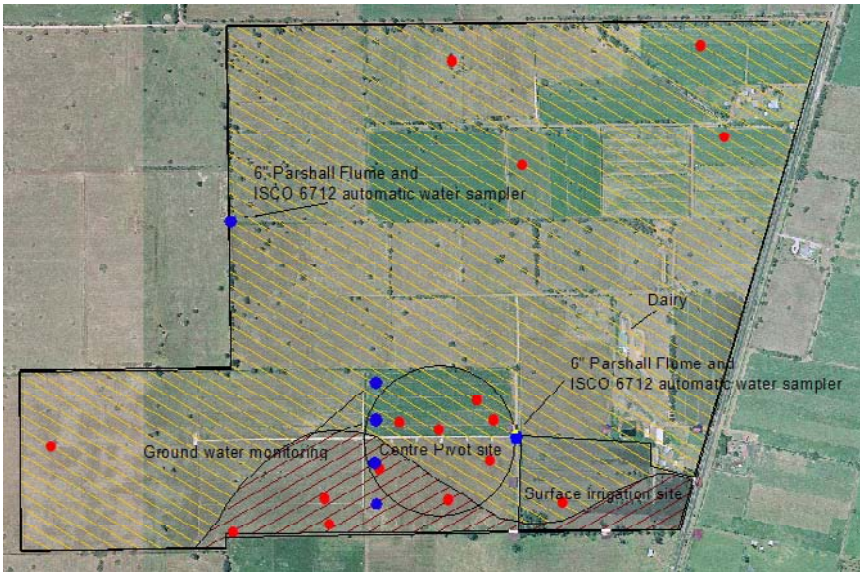 6" Parshall Flume and
ISCO 6712 automatic water sampler
Dairy
6" Parshall Flume and
ISCO 6712 automatic water sampler
Ground water monitoring
Centre Pivot site
Surface irrigation site